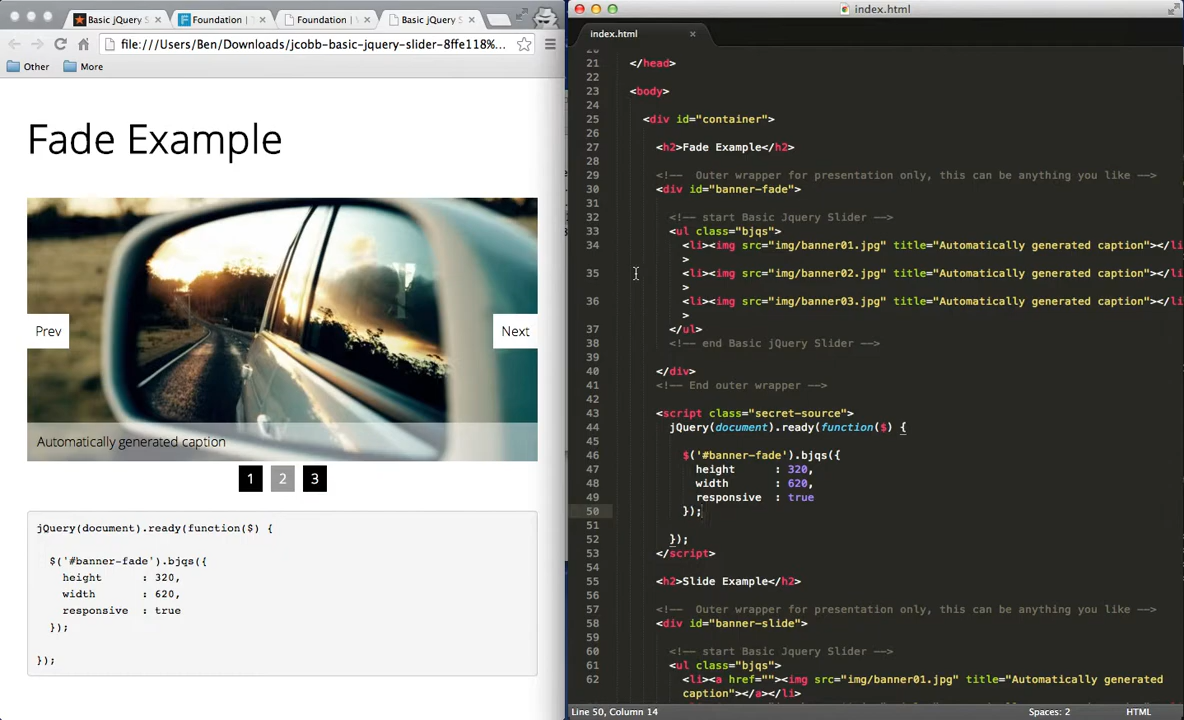 Basic jQuery S
Foundation | T
Foundation | V
Basic jQuery S
file:///Users/Ben/Downloads/jcobb-basic-jquery-slider-8ffe118%...
Other
More
Fade Example
Prev
Next
Automatically generated caption
1
2
3
jQuery(document).ready(function($) {
$('#banner-fade').bjqs({
height : 320,
width : 620,
responsive : true
});
});
index.html
index.html
21 </head>
22
23 <body>
24
25 <div id="container">
26
27 <h2>Fade Example</h2>
28
29 <!-- Outer wrapper for presentation only, this can be anything you like -->
30 <div id="banner-fade">
31
32 <!-- start Basic Jquery Slider -->
33 <ul class="bjqs">
34 <li><img src="img/banner01.jpg" title="Automatically generated caption"></li
>
35 <li><img src="img/banner02.jpg" title="Automatically generated caption"></li
>
36 <li><img src="img/banner03.jpg" title="Automatically generated caption"></li
>
37 </ul>
38 <!-- end Basic jQuery Slider -->
39
40 </div>
41 <!-- End outer wrapper -->
42
43 <script class="secret-source">
44 jQuery(document).ready(function($) {
45
46 $('#banner-fade').bjqs({
47 height : 320,
48 width : 620,
49 responsive : true
50 });
51
52 });
53 </script>
54
55 <h2>Slide Example</h2>
56
57 <!-- Outer wrapper for presentation only, this can be anything you like -->
58 <div id="banner-slide">
59
60 <!-- start Basic Jquery Slider -->
61 <ul class="bjqs">
62 <li><a href=""><img src="img/banner01.jpg" title="Automatically generated
caption"></a></li>
Line 50, Column 14
Spaces: 2
HTML